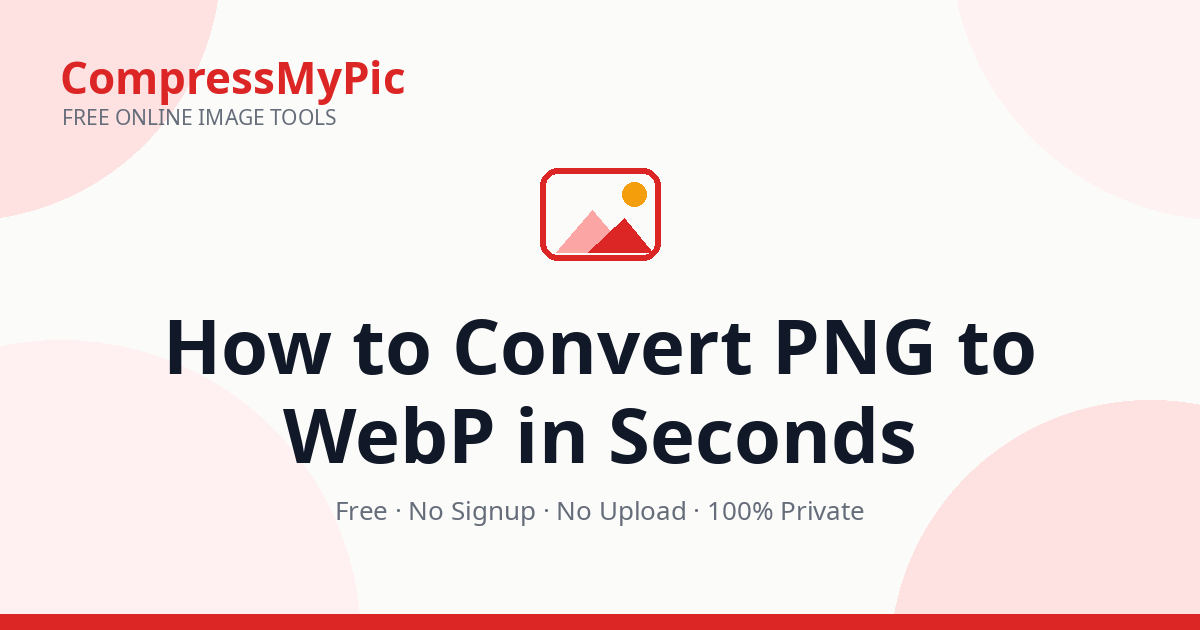 CompressMyPic
FREE ONLINE IMAGE TOOLS
How to Convert PNG to
WebP in Seconds
Free · No Signup · No Upload · 100% Private